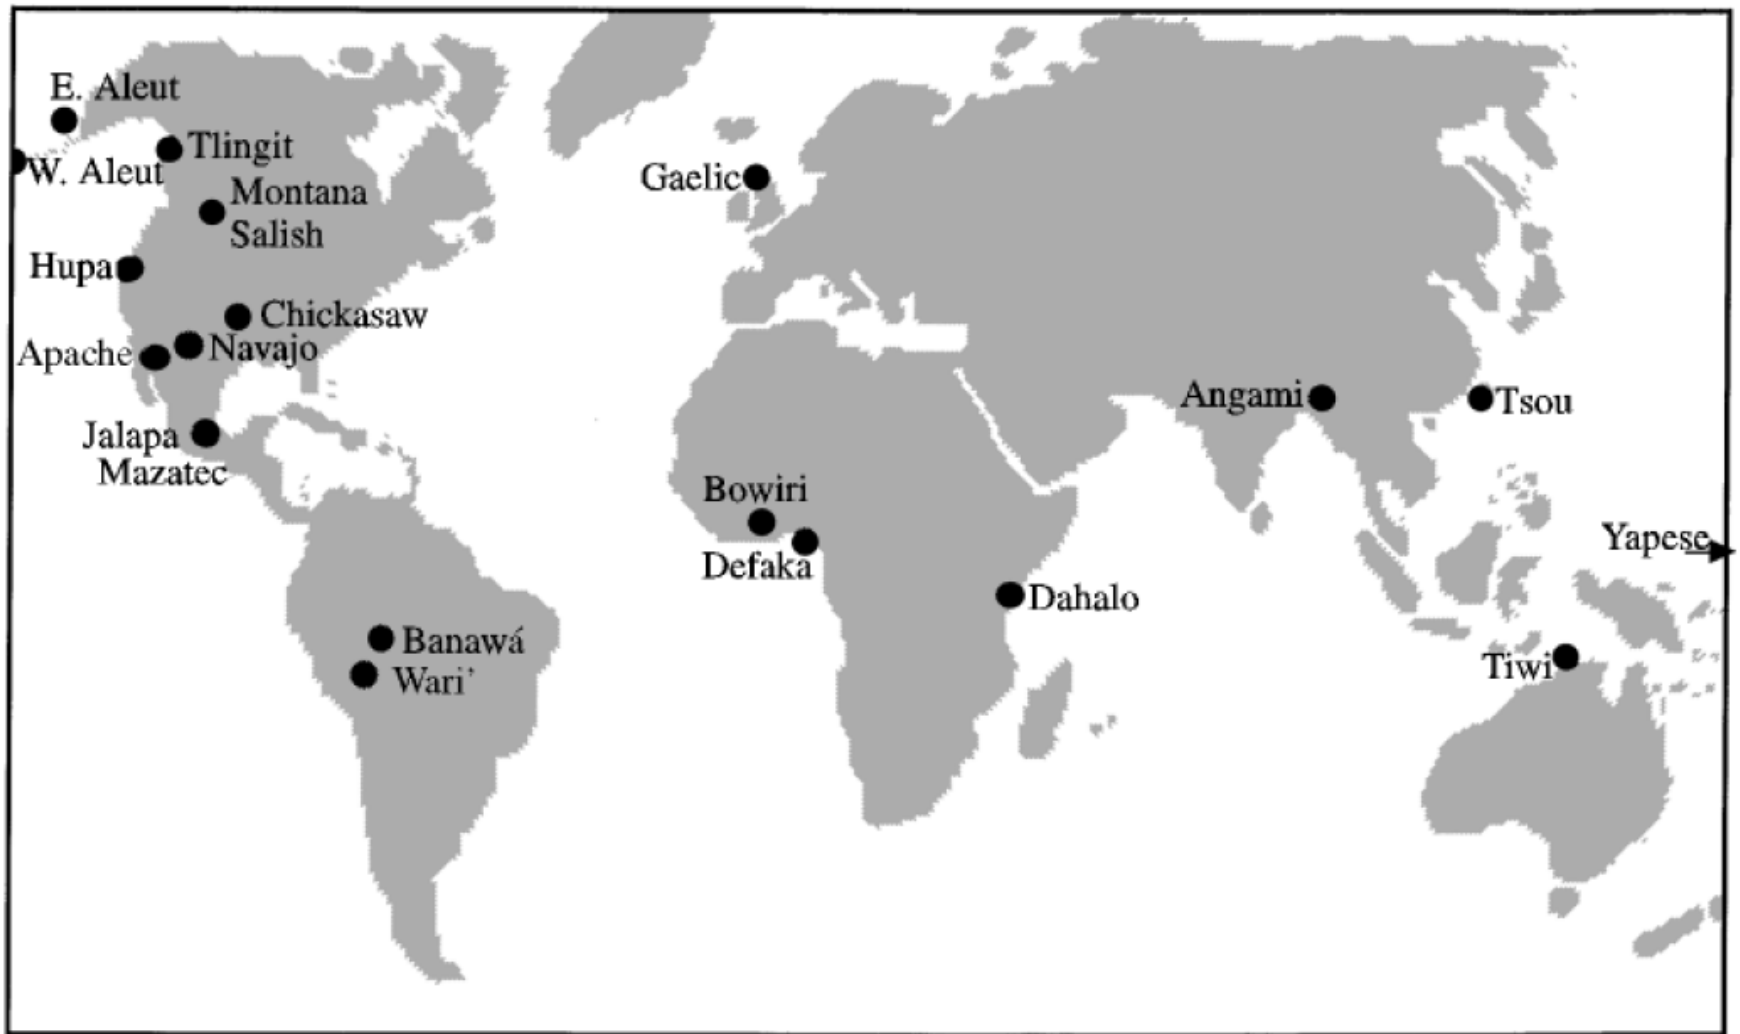 E. Aleut
Tlingit
W. Aleut
Montana
Salish
Gaelic
Hupa
Chickasaw
Navajo
Apache
Angami
Tsou
Jalapa
Mazatec
Bowiri
Defaka
Yapese
Dahalo
Banawá
Wari’
Tiwi